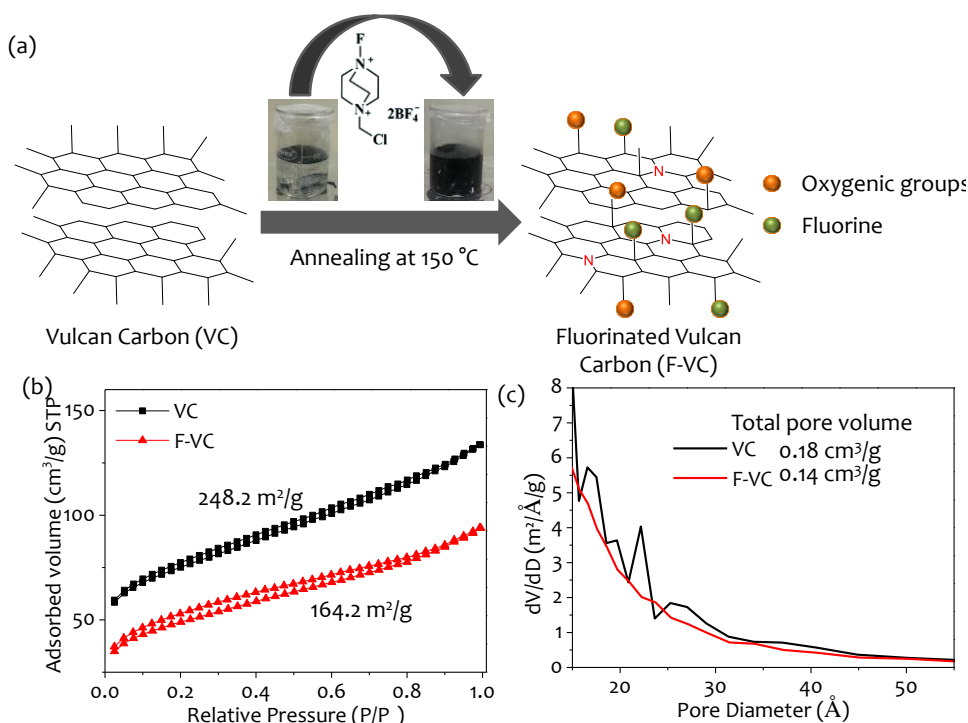 (a)
F
N+
N+
2BF₄⁻
Cl
N
N
N
Oxygenic groups
Fluorine
Annealing at 150 °C
Vulcan Carbon (VC)
Fluorinated Vulcan
Carbon (F-VC)
(b)
Adsorbed volume (cm³/g) STP
150
100
50
VC
F-VC
248.2 m²/g
164.2 m²/g
0.0 0.2 0.4 0.6 0.8 1.0
Relative Pressure (P/P
(c)
dV/dD (m²/Å/g)
8
7
6
5
4
3
2
1
0
Total pore volume
VC 0.18 cm³/g
F-VC 0.14 cm³/g
20 30 40 50
Pore Diameter (Å)